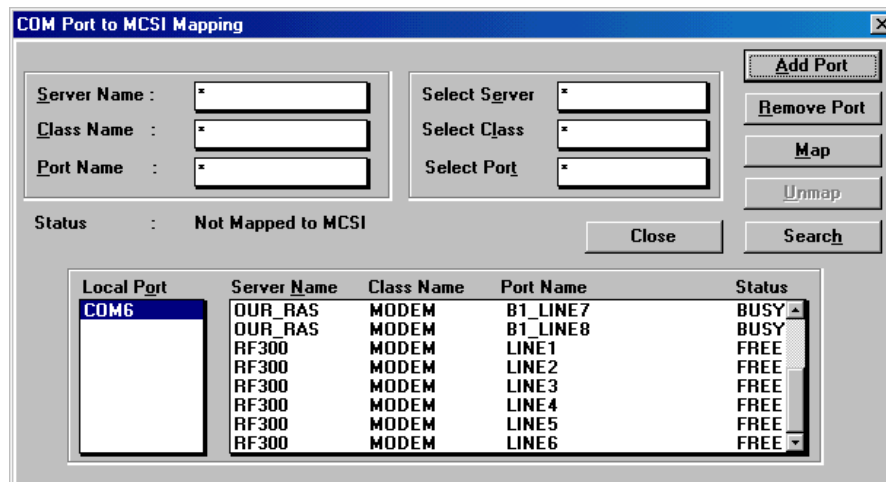 COM Port to MCSI Mapping
Server Name : *
Class Name : *
Port Name : *
Select Server *
Select Class *
Select Port *
Add Port
Remove Port
Map
Unmap
Search
Status : Not Mapped to MCSI
Close
Local Port
COM6
Server Name Class Name Port Name Status
OUR_RAS MODEM B1_LINE7 BUSY
OUR_RAS MODEM B1_LINE8 BUSY
RF300 MODEM LINE1 FREE
RF300 MODEM LINE2 FREE
RF300 MODEM LINE3 FREE
RF300 MODEM LINE4 FREE
RF300 MODEM LINE5 FREE
RF300 MODEM LINE6 FREE